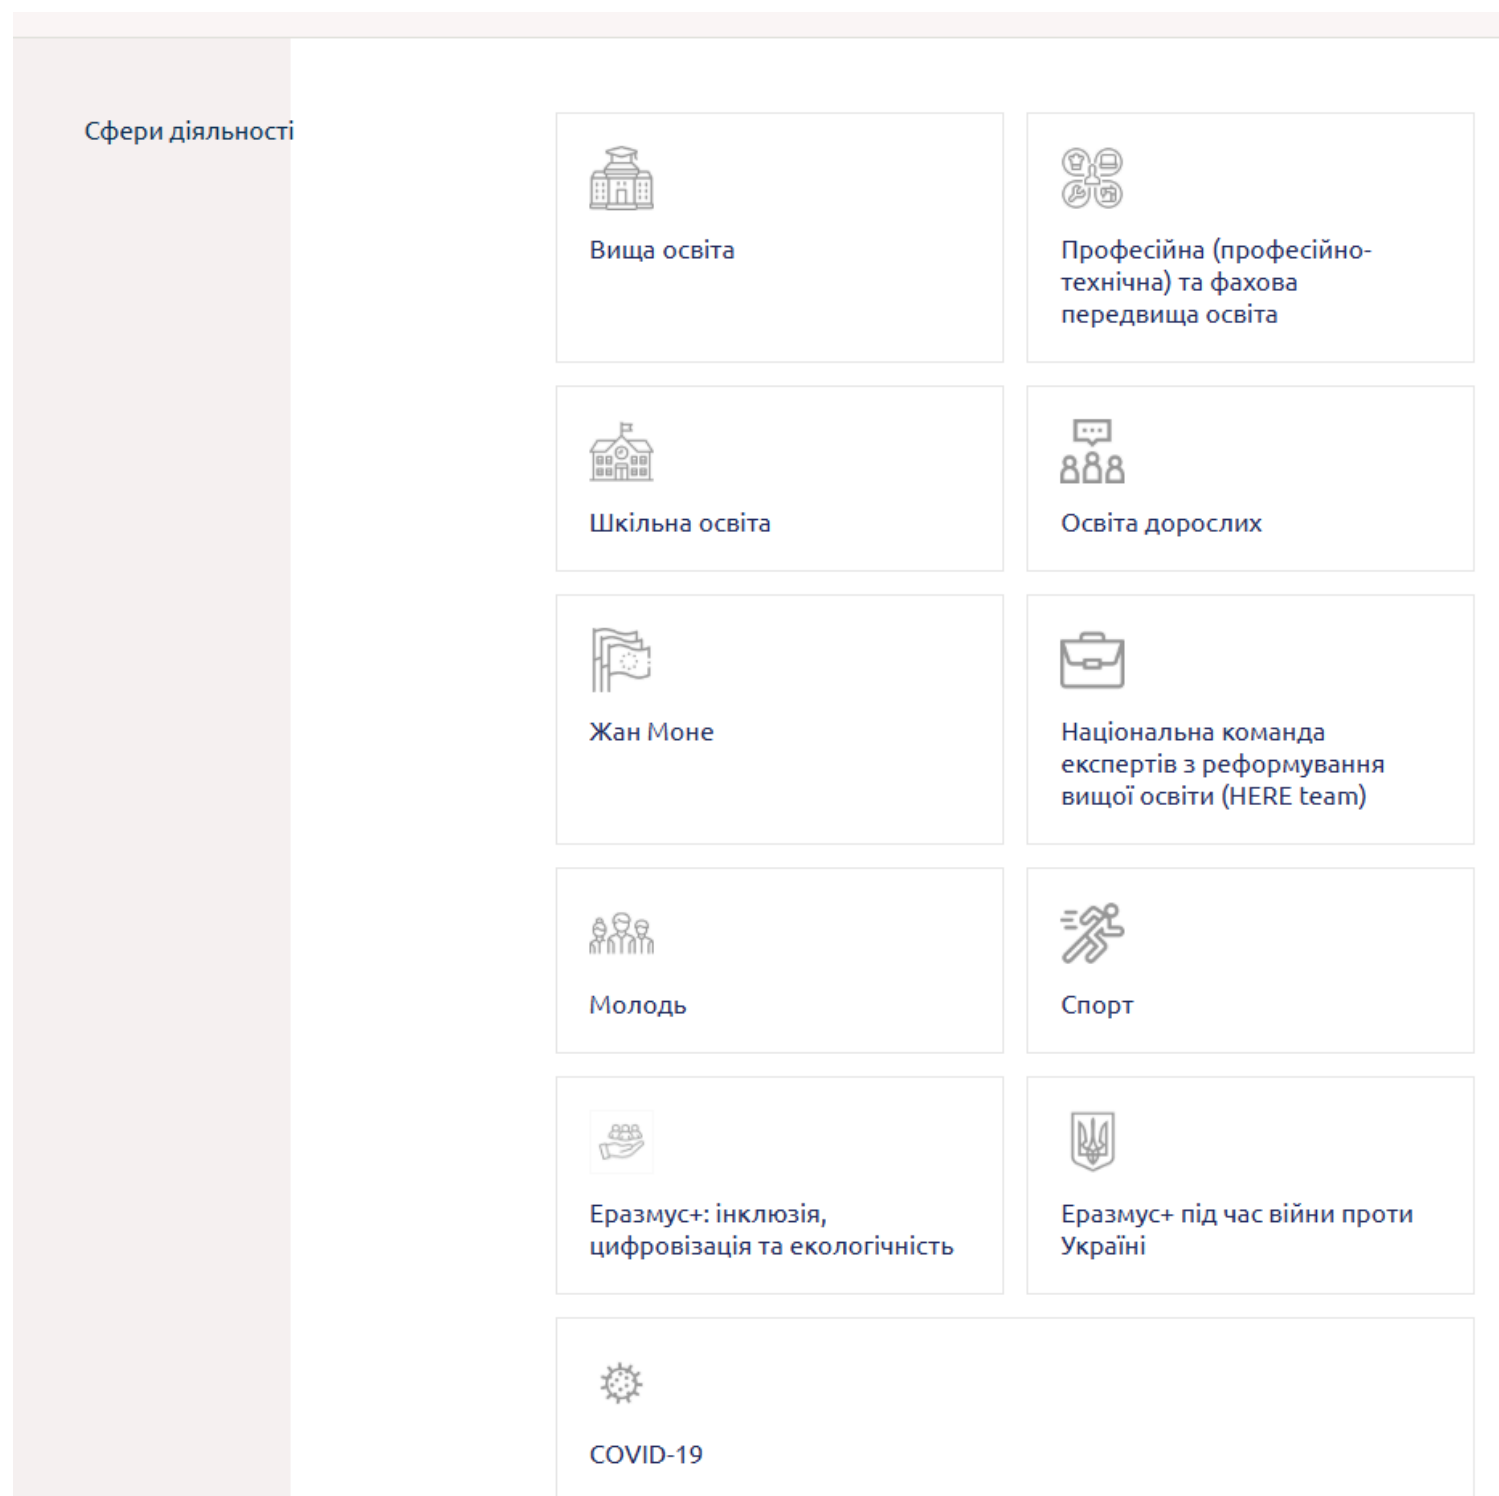 Сфери діяльності
Вища освіта
Професійна (професійно-
технічна) та фахова
передвища освіта
Шкільна освіта
Освіта дорослих
Жан Моне
Національна команда
експертів з реформування
вищої освіти (HERE team)
Молодь
Спорт
Еразмус+: інклюзія,
цифровізація та екологічність
Еразмус+ під час війни проти
Україні
COVID-19